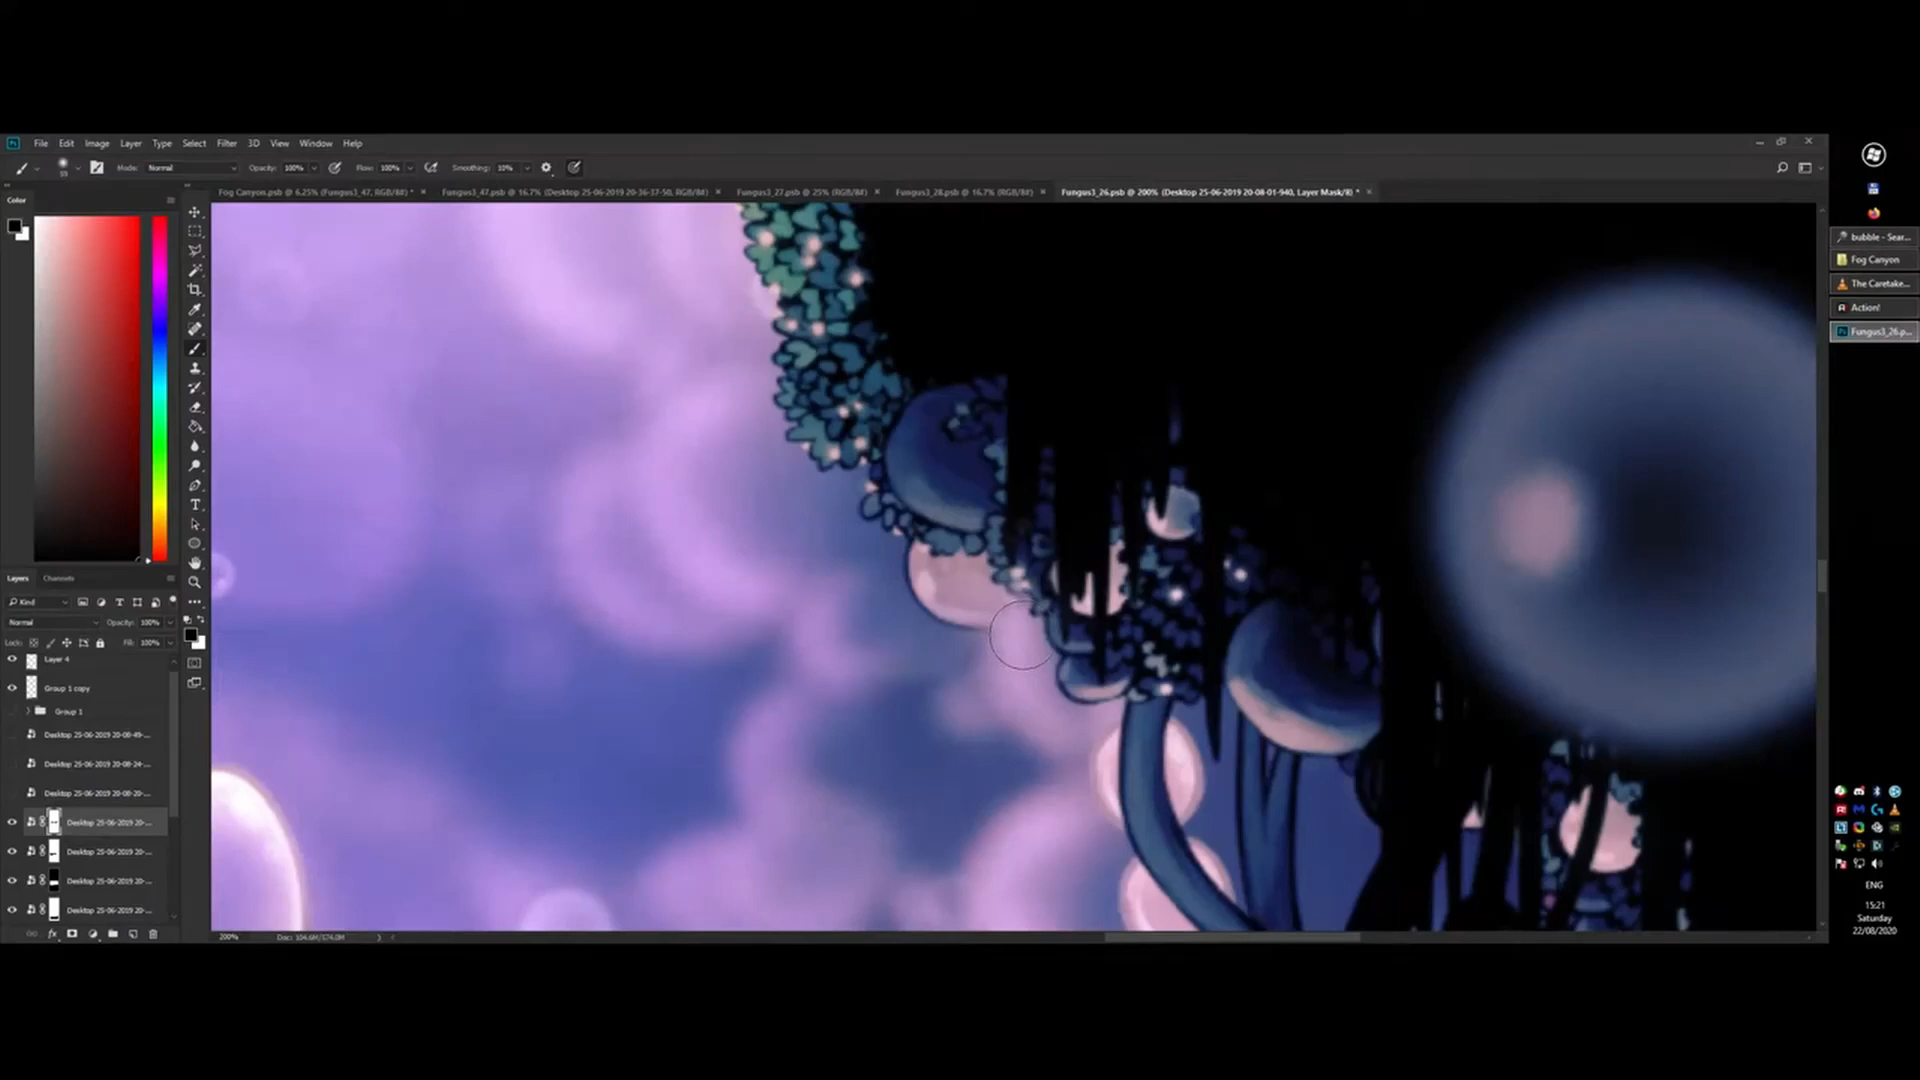 File Edit Image Layer Type Select Filter 3D View Window Help
Mode: Normal Opacity: 100% Flow: 100% Smoothing: 10%
Color
Fog Canyon.psb @ 6.25% (Fungus3_47, RGB/8#) * × Fungus3_47.psb @ 16.7% (Desktop 25-06-2019 20-36-37-50, RGB/8#) × Fungus3_27.psb @ 25% (RGB/8#) × Fungus3_28.psb @ 16.7% (RGB/8#) × Fungus3_26.psb @ 200% (Desktop 25-06-2019 20-08-01-940, Layer Mask/8) * ×
bubble - Sear...
Fog Canyon
The Caretake...
Action!
Fungus3_26.p...
Layers Channels
Kind
Normal Opacity: 100%
Lock: Fill: 100%
Layer 4
Group 1 copy
Group 1
Desktop 25-06-2019 20-08-49-...
Desktop 25-06-2019 20-08-24-...
Desktop 25-06-2019 20-08-20-...
Desktop 25-06-2019 20-...
Desktop 25-06-2019 20-...
Desktop 25-06-2019 20-...
Desktop 25-06-2019 20-...
200% Doc: 104.6M/174.0M
ENG
15:21
Saturday
22/08/2020